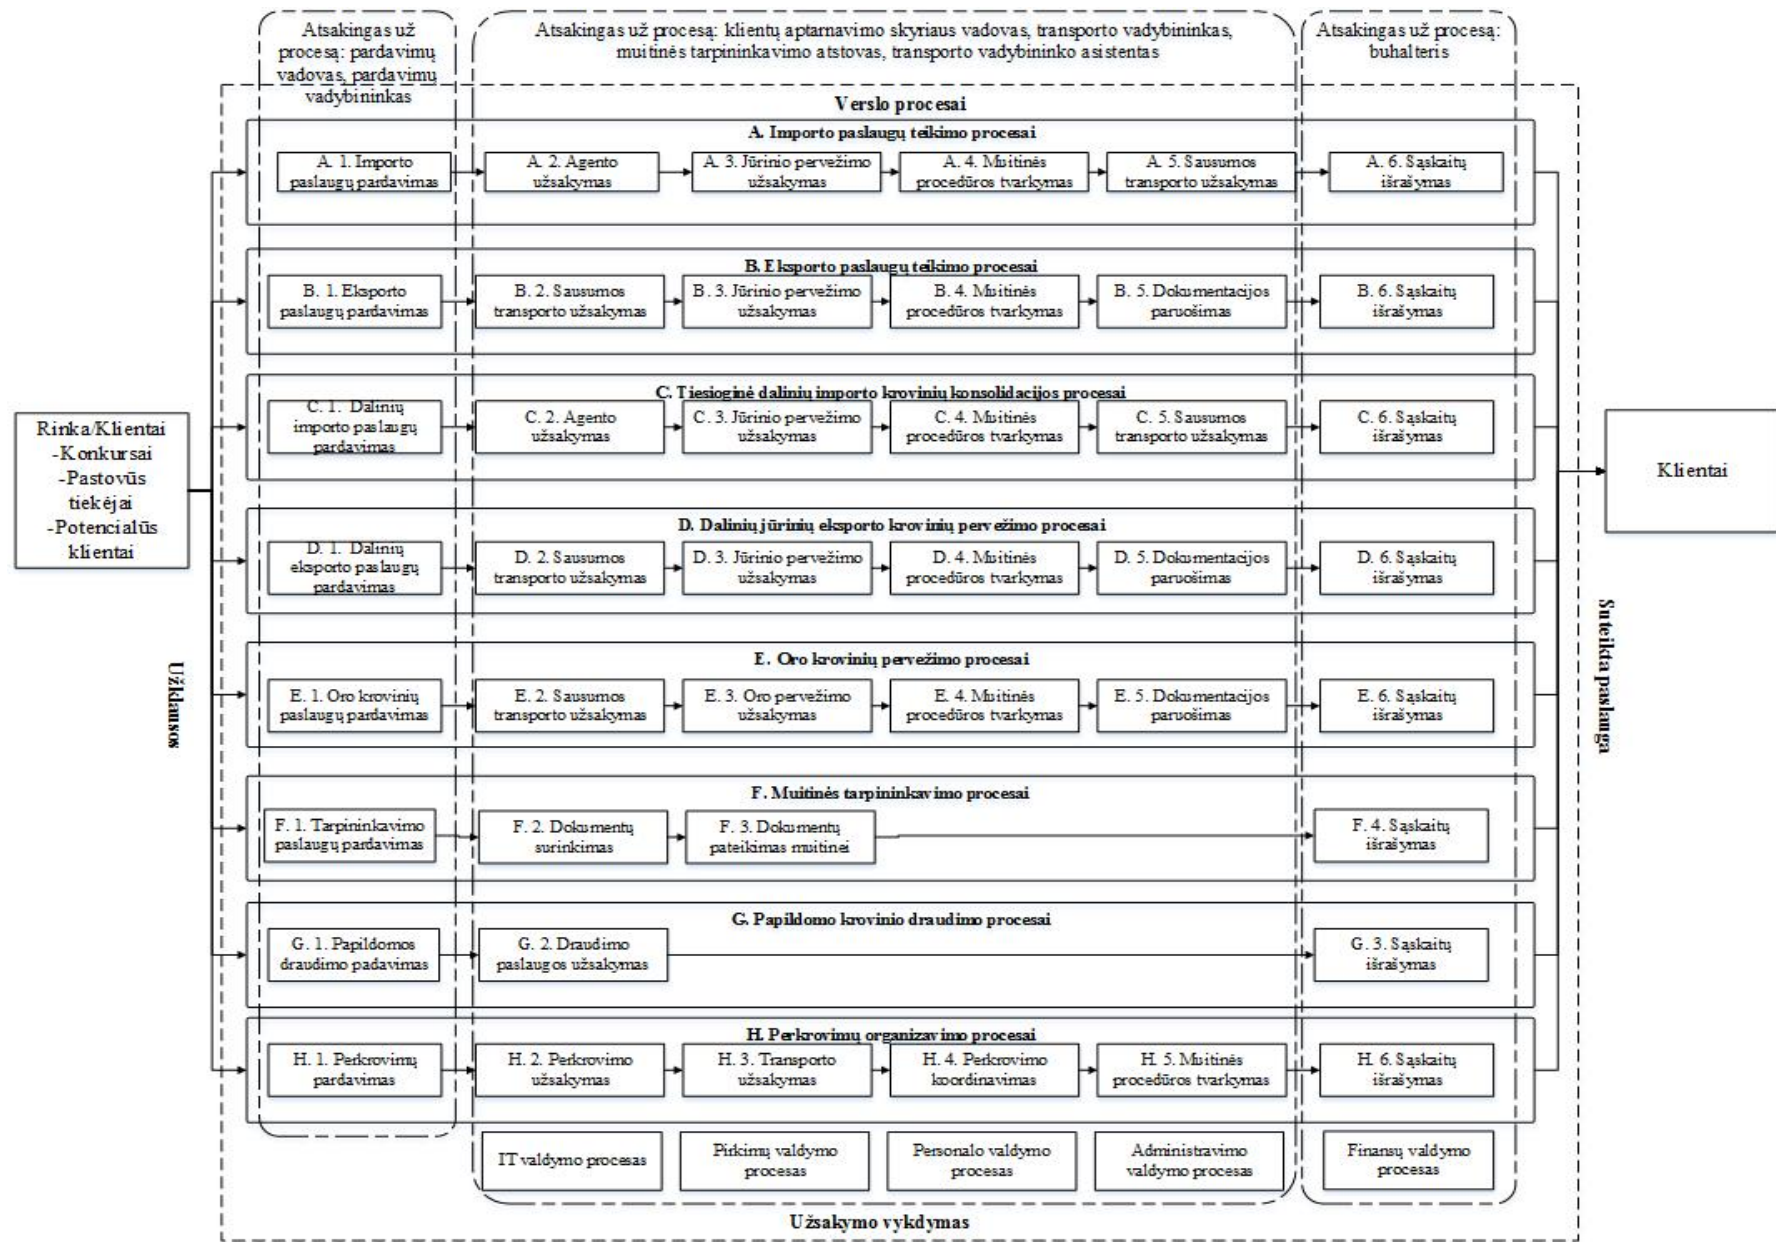 Atsakingas už
procesą: pardavimų
vadovas, pardavimų
vadybininkas
Atsakingas už procesą: klientų aptarnavimo skyriaus vadovas, transporto vadybininkas,
muitinės tarpininkavimo atstovas, transporto vadybininko asistentas
Atsakingas už procesą:
buhalteris
Verslo procesai
A. Importo paslaugų teikimo procesai
A. 1. Importo
paslaugų pardavimas
A. 2. Agento
užsakymas
A. 3. Jūrinio pervežimo
užsakymas
A. 4. Muitinės
procedūros tvarkymas
A. 5. Sausumos
transporto užsakymas
A. 6. Sąskaitų
išrašymas
B. Eksporto paslaugų teikimo procesai
B. 1. Eksporto
paslaugų pardavimas
B. 2. Sausumos
transporto užsakymas
B. 3. Jūrinio pervežimo
užsakymas
B. 4. Muitinės
procedūros tvarkymas
B. 5. Dokumentacijos
paruošimas
B. 6. Sąskaitų
išrašymas
C. Tiesioginė dalinių importo krovinių konsolidacijos procesai
C. 1. Dalinių
importo paslaugų
pardavimas
C. 2. Agento
užsakymas
C. 3. Jūrinio pervežimo
užsakymas
C. 4. Muitinės
procedūros tvarkymas
C. 5. Sausumos
transporto užsakymas
C. 6. Sąskaitų
išrašymas
Rinka/Klientai
-Konkursai
-Pastovūs
tiekėjai
-Potencialūs
klientai
Klientai
D. Dalinių jūrinių eksporto krovinių pervežimo procesai
D. 1. Dalinių
eksporto paslaugų
pardavimas
D. 2. Sausumos
transporto užsakymas
D. 3. Jūrinio pervežimo
užsakymas
D. 4. Muitinės
procedūros tvarkymas
D. 5. Dokumentacijos
paruošimas
D. 6. Sąskaitų
išrašymas
Užklausos
Suteikta paslauga
E. Oro krovinių pervežimo procesai
E. 1. Oro krovinių
paslaugų pardavimas
E. 2. Sausumos
transporto užsakymas
E. 3. Oro pervežimo
užsakymas
E. 4. Muitinės
procedūros tvarkymas
E. 5. Dokumentacijos
paruošimas
E. 6. Sąskaitų
išrašymas
F. Muitinės tarpininkavimo procesai
F. 1. Tarpininkavimo
paslaugų pardavimas
F. 2. Dokumentų
surinkimas
F. 3. Dokumentų
pateikimas muitinei
F. 4. Sąskaitų
išrašymas
G. Papildomo krovinio draudimo procesai
G. 1. Papildomos
draudimo padavimas
G. 2. Draudimo
paslaugos užsakymas
G. 3. Sąskaitų
išrašymas
H. Perkrovimų organizavimo procesai
H. 1. Perkrovimų
pardavimas
H. 2. Perkrovimo
užsakymas
H. 3. Transporto
užsakymas
H. 4. Perkrovimo
koordinavimas
H. 5. Muitinės
procedūros tvarkymas
H. 6. Sąskaitų
išrašymas
IT valdymo procesas
Pirkimų valdymo
procesas
Personalo valdymo
procesas
Administravimo
valdymo procesas
Finansų valdymo
procesas
Užsakymo vykdymas